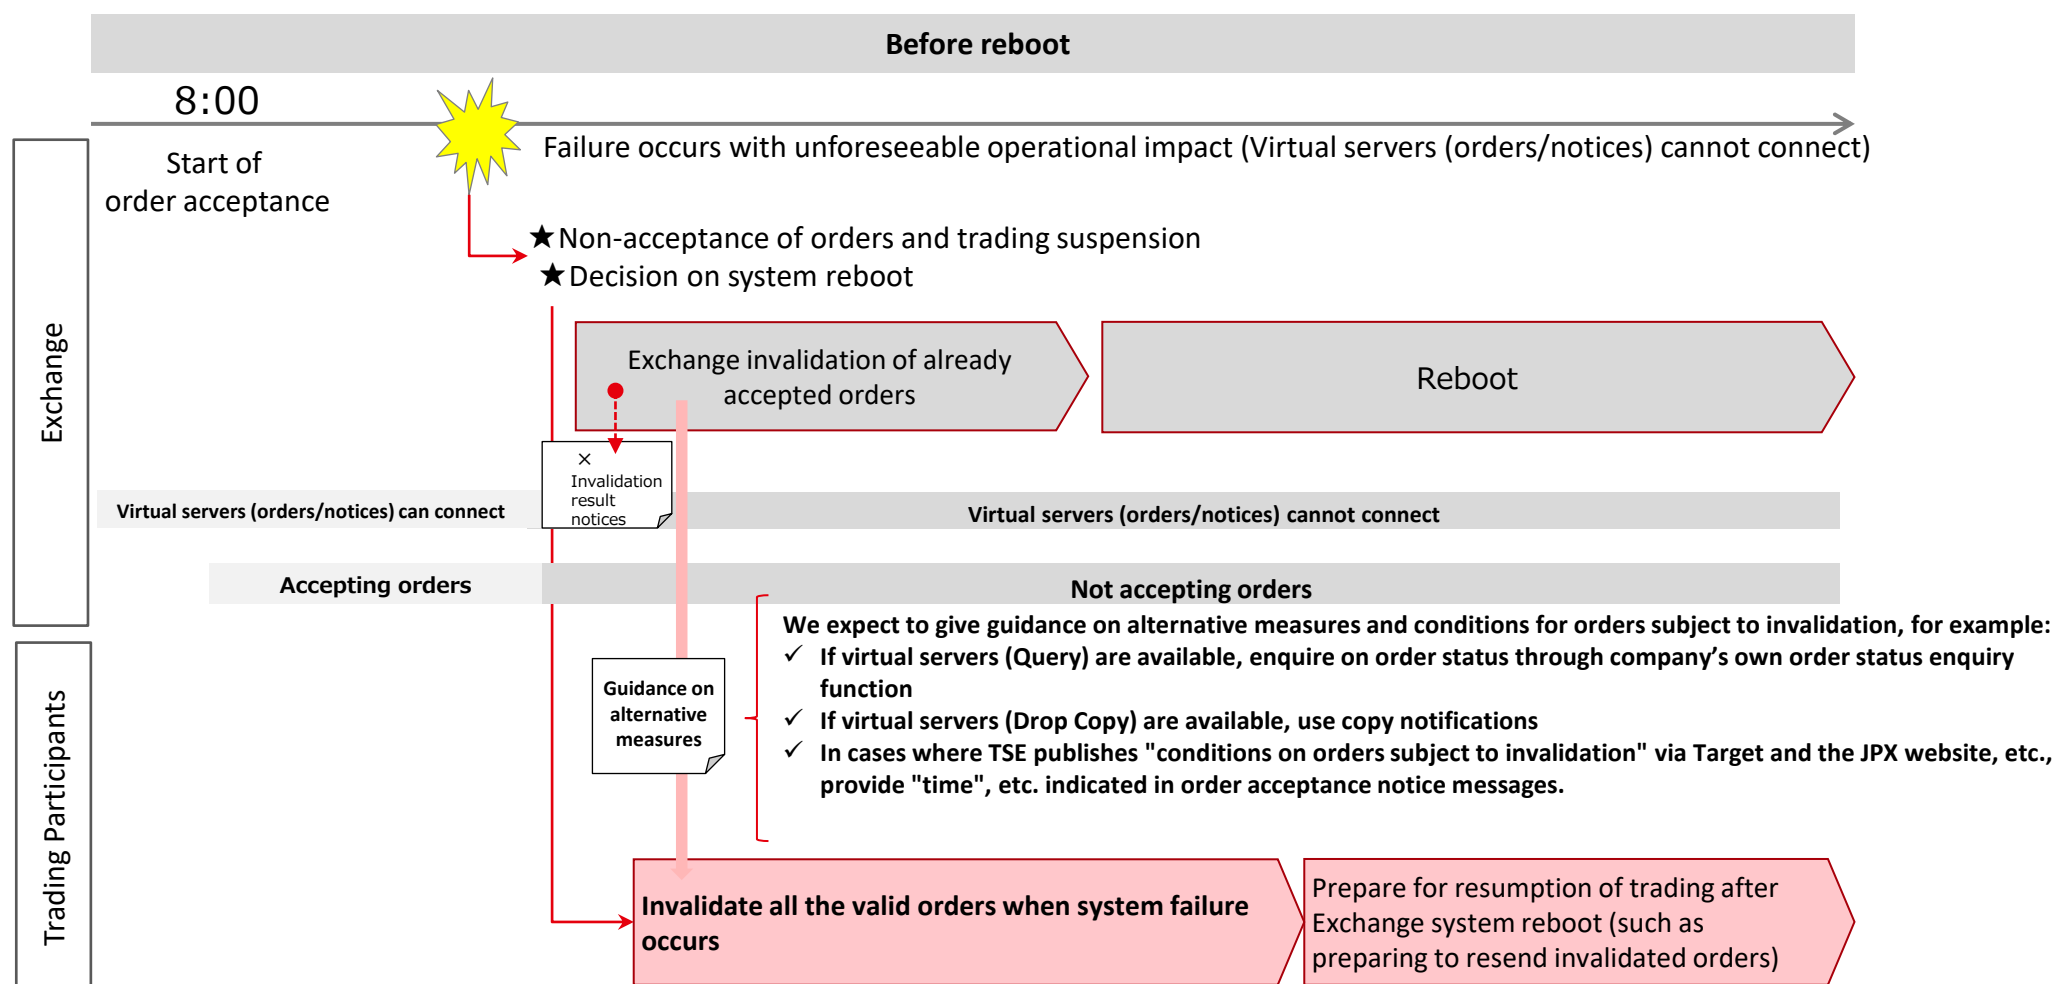 Before reboot
8:00
Start of
order acceptance
Failure occurs with unforeseeable operational impact (Virtual servers (orders/notices) cannot connect)
★Non-acceptance of orders and trading suspension
★Decision on system reboot
Exchange
Exchange invalidation of already
accepted orders
Reboot
×
Invalidation
result
notices
Virtual servers (orders/notices) can connect
Virtual servers (orders/notices) cannot connect
Accepting orders
Not accepting orders
Trading Participants
Guidance on
alternative
measures
We expect to give guidance on alternative measures and conditions for orders subject to invalidation, for example:
✓ If virtual servers (Query) are available, enquire on order status through company’s own order status enquiry
function
✓ If virtual servers (Drop Copy) are available, use copy notifications
✓ In cases where TSE publishes "conditions on orders subject to invalidation" via Target and the JPX website, etc.,
provide "time", etc. indicated in order acceptance notice messages.
Invalidate all the valid orders when system failure
occurs
Prepare for resumption of trading after
Exchange system reboot (such as
preparing to resend invalidated orders)